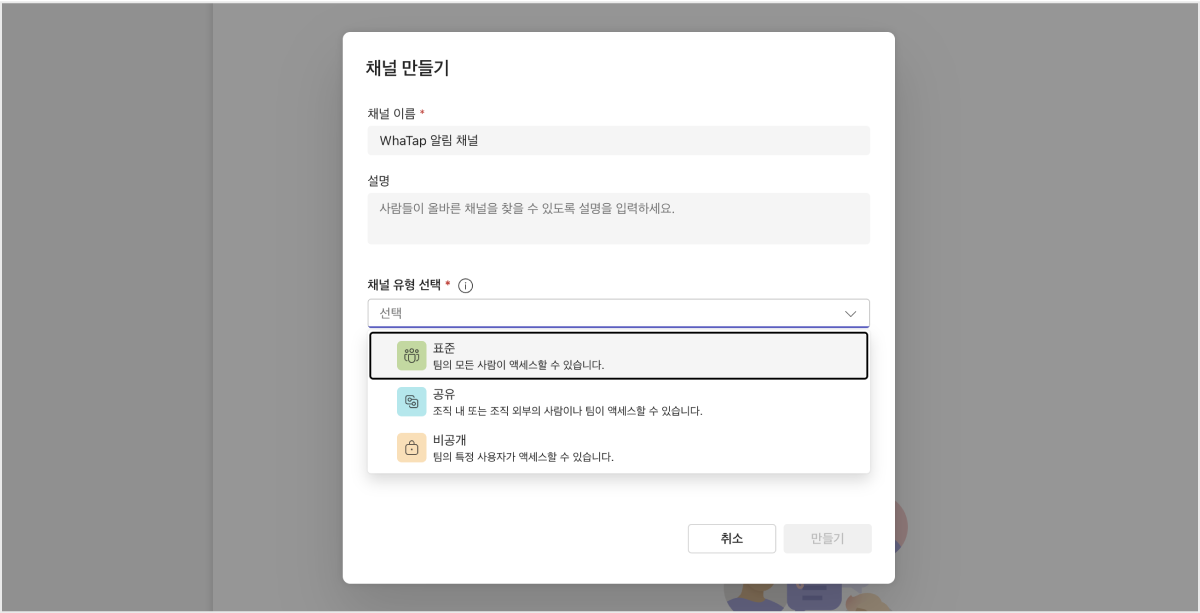 채널 만들기
채널 이름 *
WhaTap 알림 채널
설명
사람들이 올바른 채널을 찾을 수 있도록 설명을 입력하세요.
채널 유형 선택 *
선택
표준
팀의 모든 사람이 액세스할 수 있습니다.
공유
조직 내 또는 조직 외부의 사람이나 팀이 액세스할 수 있습니다.
비공개
팀의 특정 사용자가 액세스할 수 있습니다.
취소 만들기